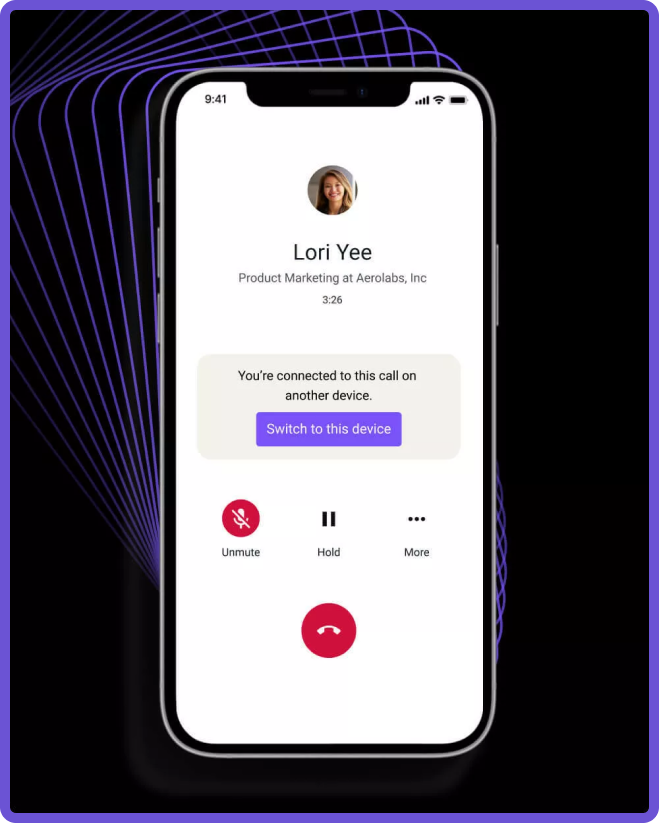 9:41
Lori Yee
Product Marketing at Aerolabs, Inc
3:26
You’re connected to this call on
another device.
Switch to this device
Unmute Hold More